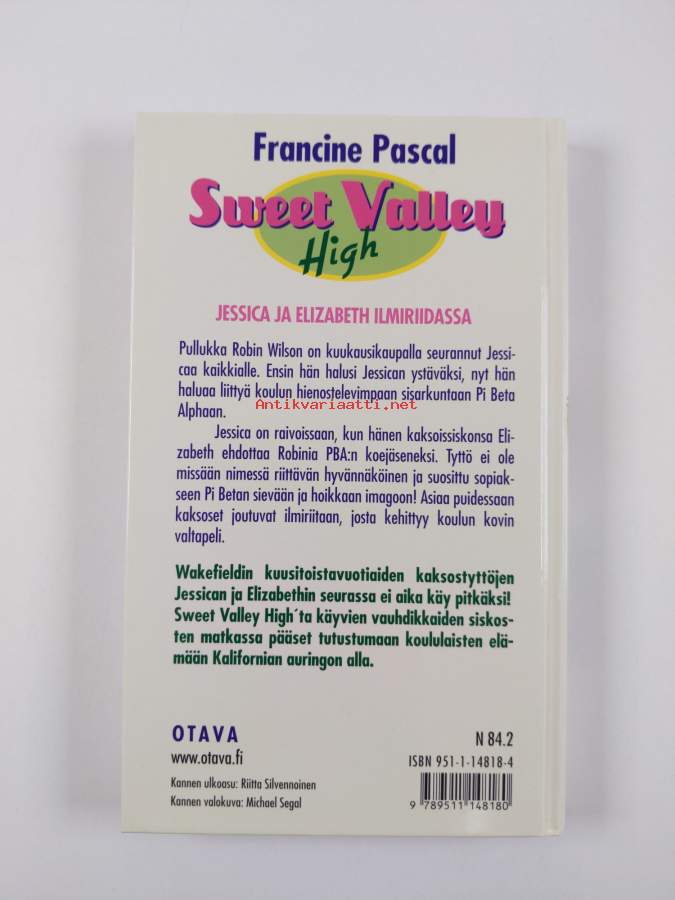 Francine Pascal
Sweet Valley
High
JESSICA JA ELIZABETH ILMIRIIDASSA
Pullukka Robin Wilson on kuukausikaupalla seurannut Jessi-
caa kaikkialle. Ensin hän halusi Jessican ystäväksi, nyt hän
haluaa liittyä koulun hienostelevimpaan sisarkuntaan Pi Beta
Alphaan.
Antikvariaatti.net
Jessica on raivoissaan, kun hänen kaksoissiskonsa Eli-
zabeth ehdottaa Robinia PBA:n koejäseneksi. Tyttö ei ole
missään nimessä riittävän hyvännäköinen ja suosittu sopiak-
seen Pi Betan sievään ja hoikkaan imagoon! Asiaa puidessaan
kaksoset joutuvat ilmiriitaan, josta kehittyy koulun kovin
valtapeli.
Wakefieldin kuusitoistavuotiaiden kaksostyttöjen
Jessican ja Elizabethin seurassa ei aika käy pitkäksi!
Sweet Valley High´ta käyvien vauhdikkaiden siskos-
ten matkassa pääset tutustumaan koululaisten elä-
mään Kalifornian auringon alla.
OTAVA
www.otava.fi
Kannen ulkoasu: Riitta Silvennoinen
Kannen valokuva: Michael Segal
N 84.2
ISBN 951-1-14818-4
9 789511 148180